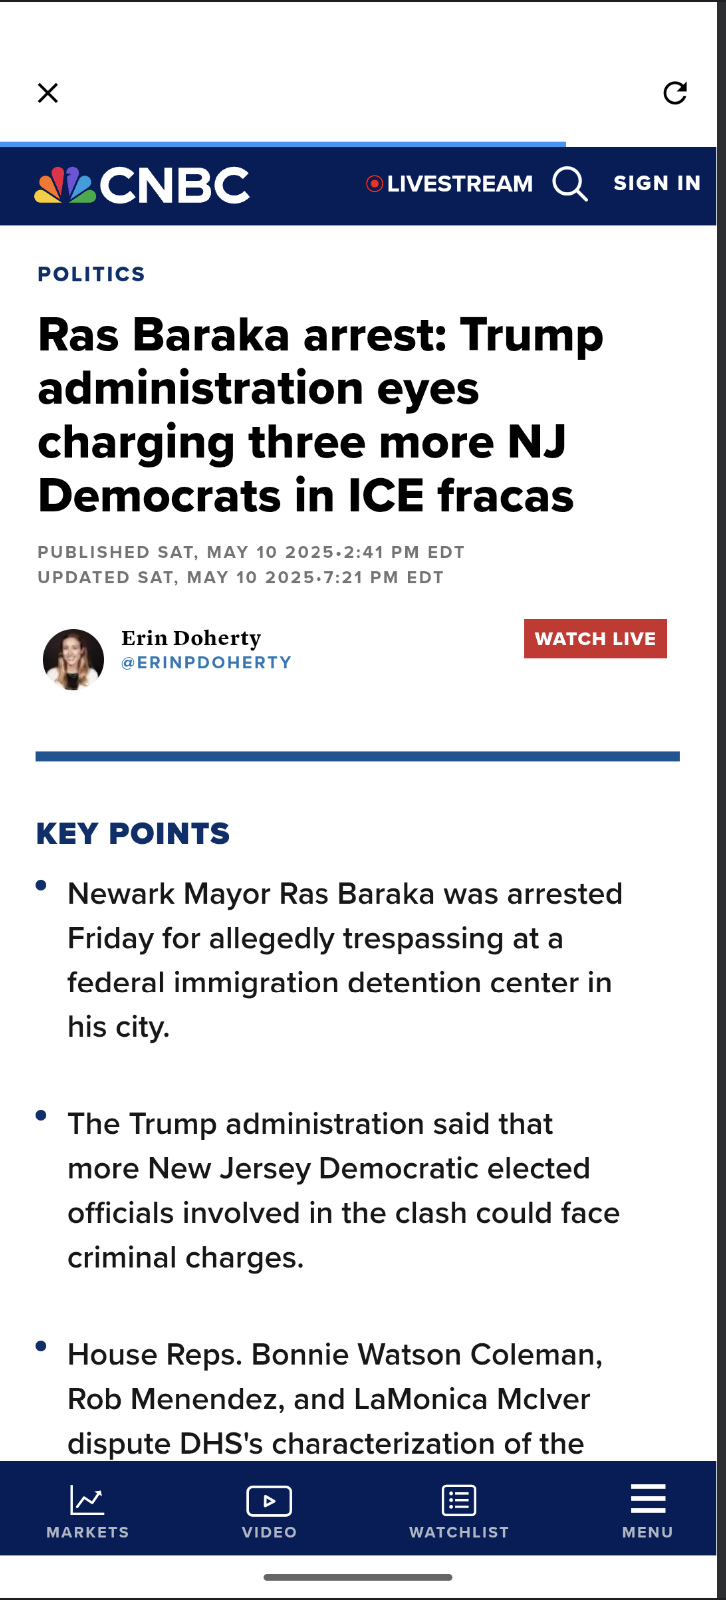 CNBC
LIVESTREAM
SIGN IN
POLITICS
Ras Baraka arrest: Trump
administration eyes
charging three more NJ
Democrats in ICE fracas
PUBLISHED SAT, MAY 10 2025•2:41 PM EDT
UPDATED SAT, MAY 10 2025•7:21 PM EDT
Erin Doherty
@ERINPDOHERTY
WATCH LIVE
KEY POINTS
• Newark Mayor Ras Baraka was arrested
Friday for allegedly trespassing at a
federal immigration detention center in
his city.
• The Trump administration said that
more New Jersey Democratic elected
officials involved in the clash could face
criminal charges.
• House Reps. Bonnie Watson Coleman,
Rob Menendez, and LaMonica McIver
dispute DHS's characterization of the
MARKETS
VIDEO
WATCHLIST
MENU